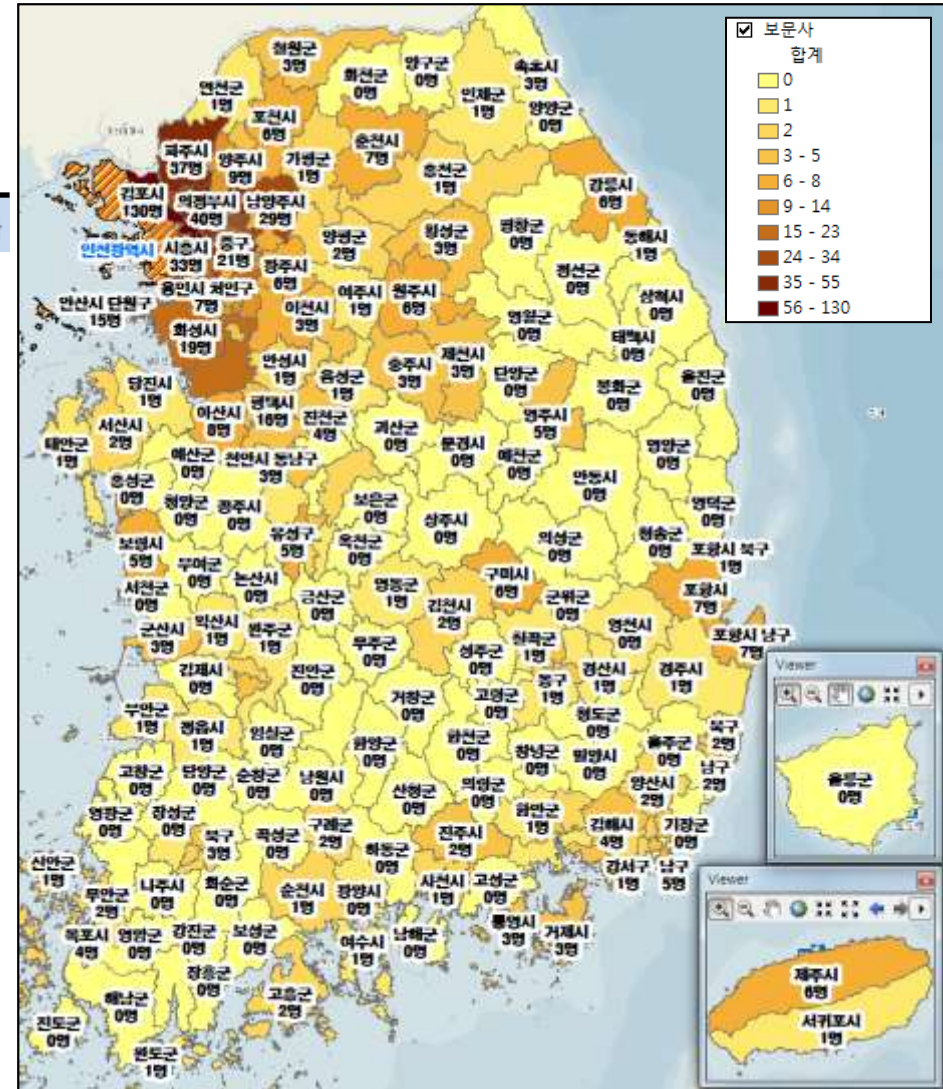 보문사
합계
0
1
2
3 - 5
6 - 8
9 - 14
15 - 23
24 - 34
35 - 55
56 - 130
철원군
3명
화천군
0명
양구군
0명
속초시
3명
연천군
1명
인제군
1명
양양군
0명
포천시
6명
춘천시
7명
파주시
37명
양주시
9명
가평군
1명
홍천군
1명
강릉시
6명
김포시
130명
의정부시
40명
남양주시
29명
평창군
0명
동해시
1명
인천광역시
시흥시
33명
중구
21명
양평군
2명
횡성군
3명
정선군
0명
광주시
6명
용인시 처인구
7명
여주시
1명
원주시
6명
삼척시
0명
안산시 단원구
15명
이천시
3명
영월군
0명
태백시
0명
화성시
19명
안성시
1명
음성군
1명
충주시
3명
제천시
3명
단양군
0명
봉화군
0명
울진군
0명
당진시
1명
아산시
8명
평택시
16명
진천군
4명
영주시
5명
서산시
2명
태안군
1명
예산군
0명
천안시 동남구
3명
괴산군
0명
문경시
0명
예천군
0명
영양군
0명
안동시
0명
홍성군
0명
청양군
0명
공주시
0명
보은군
0명
상주시
0명
영덕군
0명
유성구
5명
옥천군
0명
의성군
0명
청송군
0명
포항시 북구
1명
보령시
5명
부여군
0명
논산시
0명
금산군
0명
영동군
1명
구미시
6명
군위군
0명
포항시
7명
서천군
0명
김천시
2명
영천시
0명
군산시
3명
익산시
1명
완주군
1명
무주군
0명
성주군
0명
칠곡군
1명
포항시 남구
7명
김제시
0명
진안군
0명
중구
1명
경산시
1명
경주시
1명
거창군
0명
고령군
0명
청도군
0명
부안군
1명
정읍시
1명
임실군
0명
함양군
0명
합천군
0명
창녕군
0명
밀양시
0명
울주군
0명
북구
2명
고창군
0명
담양군
0명
순창군
0명
남원시
0명
산청군
0명
의령군
0명
양산시
2명
남구
2명
영광군
0명
장성군
0명
북구
3명
곡성군
0명
구례군
2명
하동군
0명
진주시
2명
함안군
1명
김해시
4명
기장군
0명
신안군
1명
무안군
2명
나주시
0명
화순군
0명
순천시
1명
광양시
0명
사천시
1명
고성군
0명
강서구
1명
남구
5명
목포시
4명
영암군
0명
강진군
0명
보성군
0명
여수시
1명
남해군
0명
통영시
3명
거제시
3명
장흥군
0명
해남군
0명
고흥군
2명
진도군
0명
완도군
1명
Viewer
울릉군
0명
Viewer
제주시
6명
서귀포시
1명